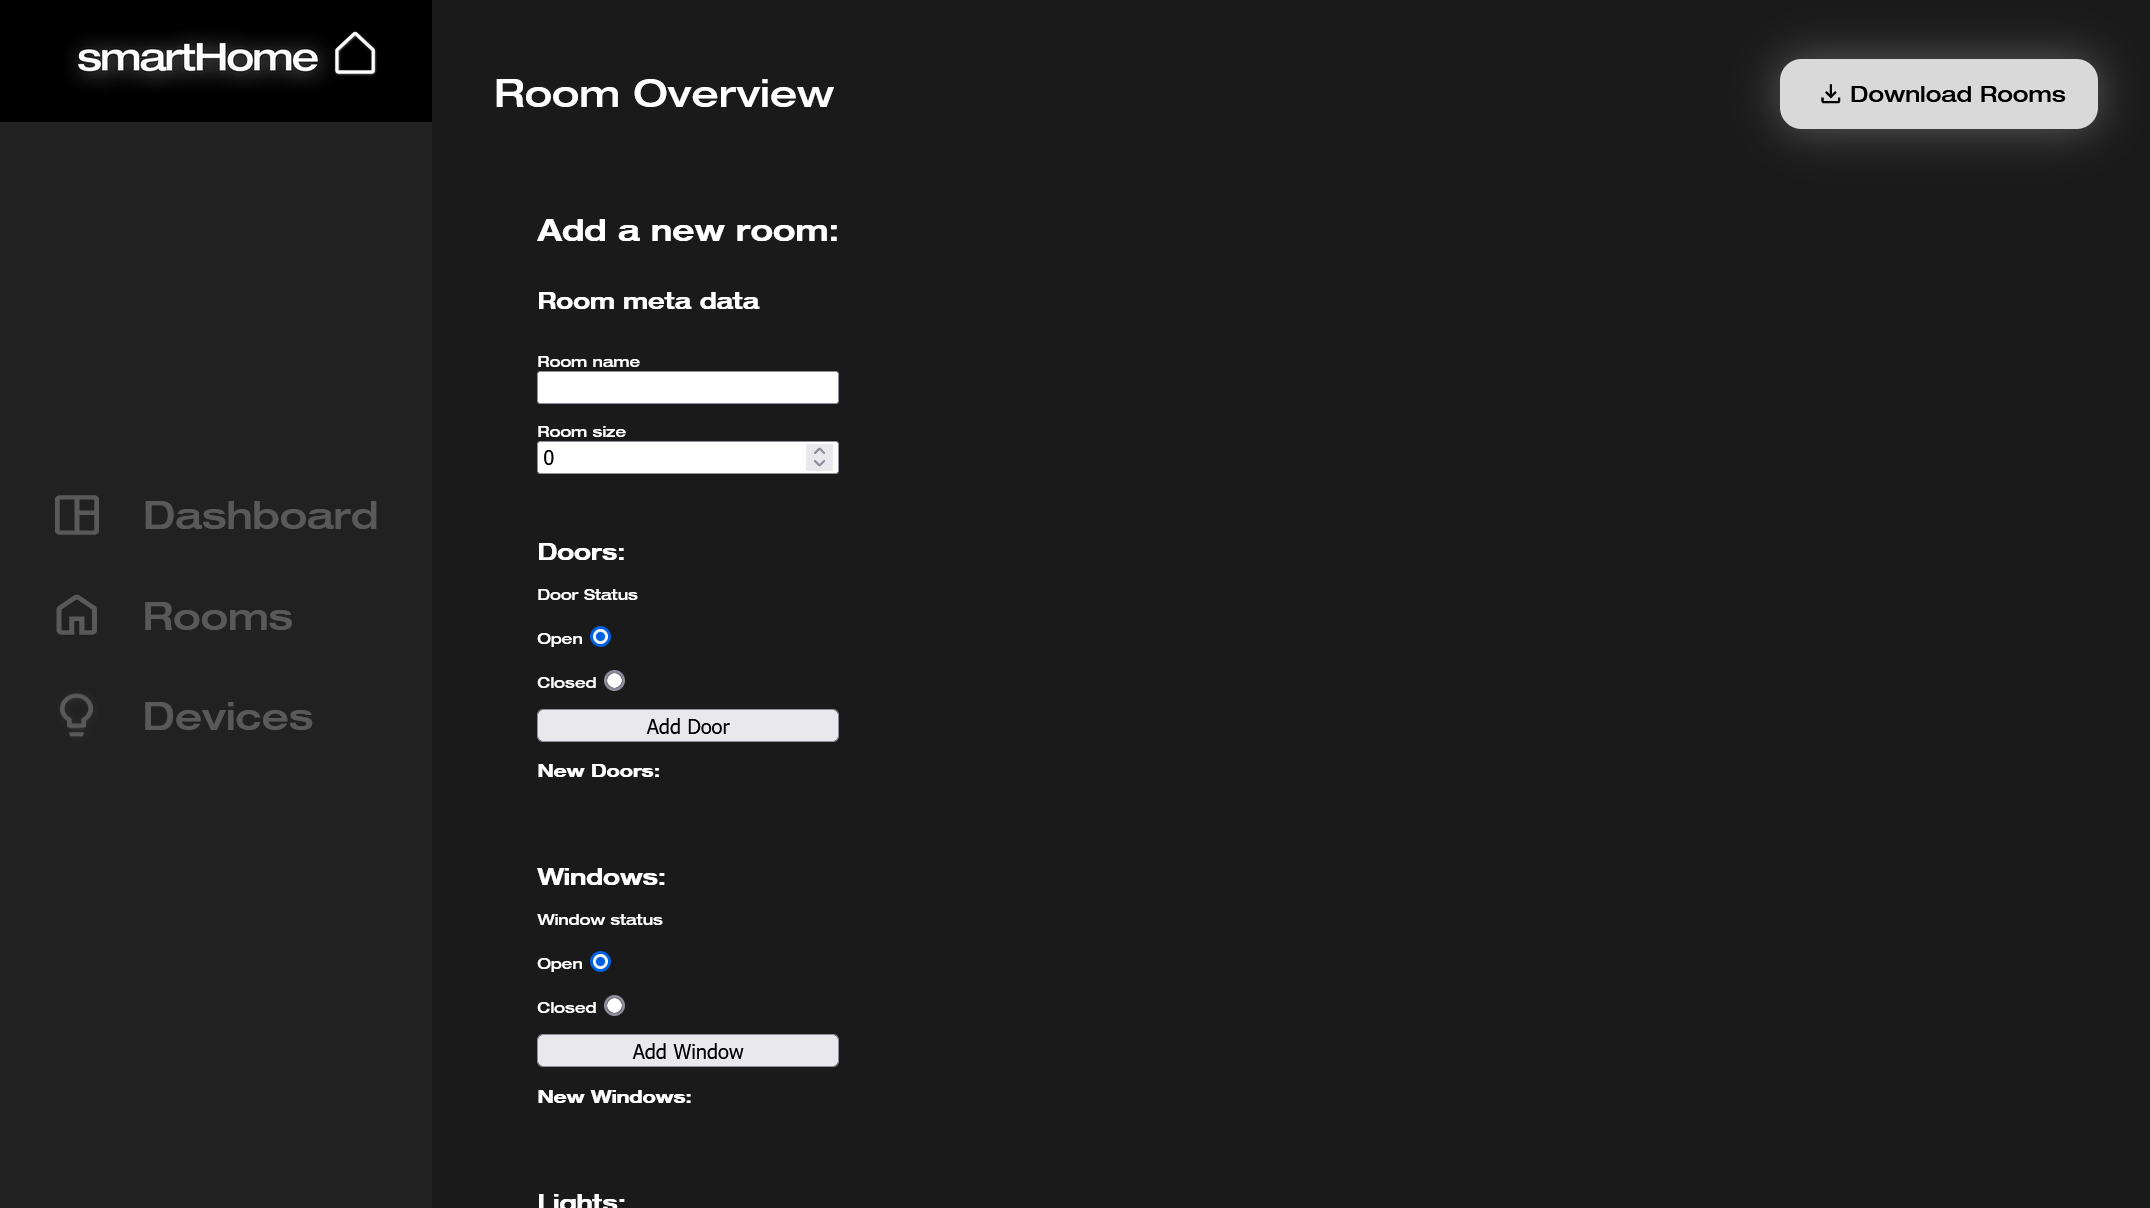 smartHome
Dashboard
Rooms
Devices
Room Overview
Download Rooms
Add a new room:
Room meta data
Room name
Room size
0
Doors:
Door Status
Open
Closed
Add Door
New Doors:
Windows:
Window status
Open
Closed
Add Window
New Windows:
Lights: